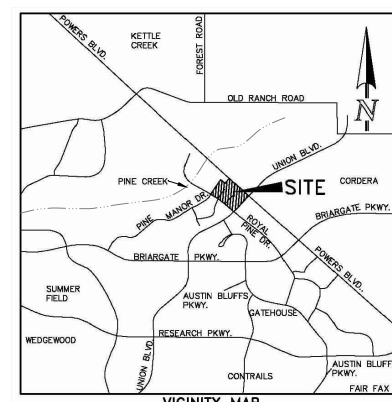 KETTLE
CREEK
POWERS BLVD.
FOREST ROAD
OLD RANCH ROAD
N
UNION BLVD.
PINE CREEK
SITE
CORDERA
PINE MANOR DR.
ROYAL
PINE DR.
BRIARGATE PKWY.
BRIARGATE PKWY.
POWERS BLVD.
SUMMER
FIELD
AUSTIN BLUFFS
PKWY.
GATEHOUSE
WEDGEWOOD
RESEARCH PKWY.
UNION BLVD.
CONTRAILS
AUSTIN BLUFF
PKWY.
FAIR FAX
VICINITY MAP